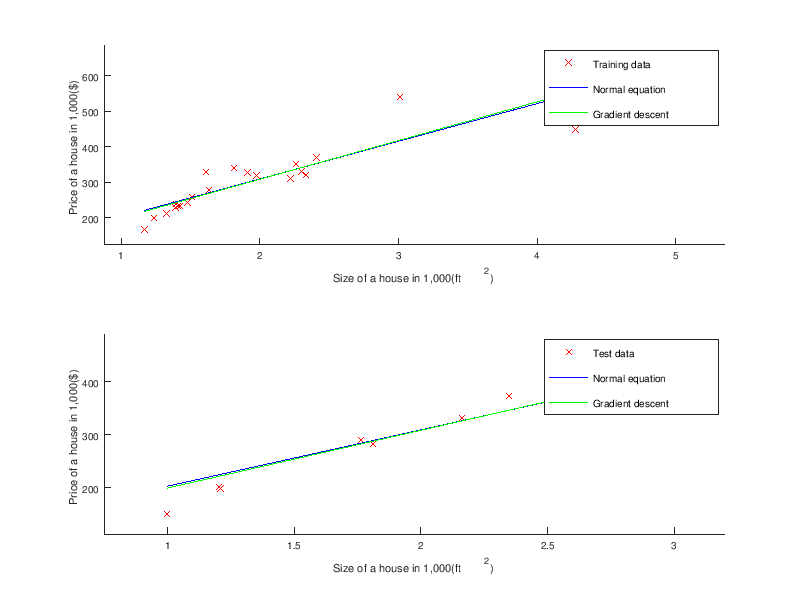 Price of a house in 1,000($)
600
500
400
300
200
1
2
3
4
5
Size of a house in 1,000(ft 2)
Training data
Normal equation
Gradient descent
Price of a house in 1,000($)
400
300
200
1
1.5
2
2.5
3
Size of a house in 1,000(ft 2)
Test data
Normal equation
Gradient descent